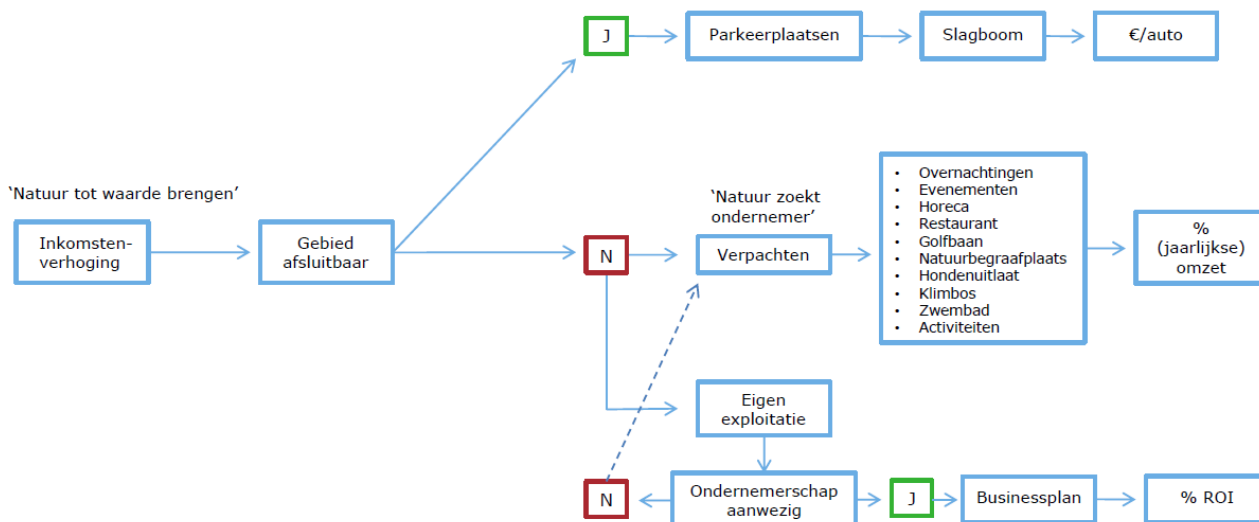 J
Parkeerplaatsen
Slagboom
€/auto
‘Natuur tot waarde brengen’
Inkomsten-
verhoging
Gebied
afsluitbaar
N
‘Natuur zoekt
ondernemer’
Verpachten
• Overnachtingen
• Evenementen
• Horeca
• Restaurant
• Golfbaan
• Natuurbegraafplaats
• Hondenuitlaat
• Klimbos
• Zwembad
• Activiteiten
%
(jaarlijkse)
omzet
Eigen
exploitatie
N
Ondernemerschap
aanwezig
J
Businessplan
% ROI